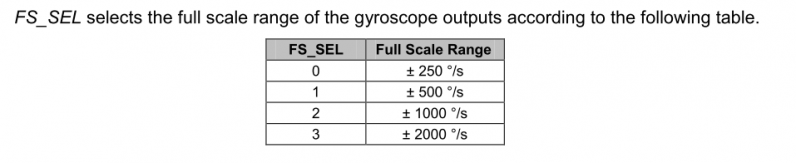 FS_SEL selects the full scale range of the gyroscope outputs according to the following table.
FS_SEL Full Scale Range
0 ± 250 °/s
1 ± 500 °/s
2 ± 1000 °/s
3 ± 2000 °/s